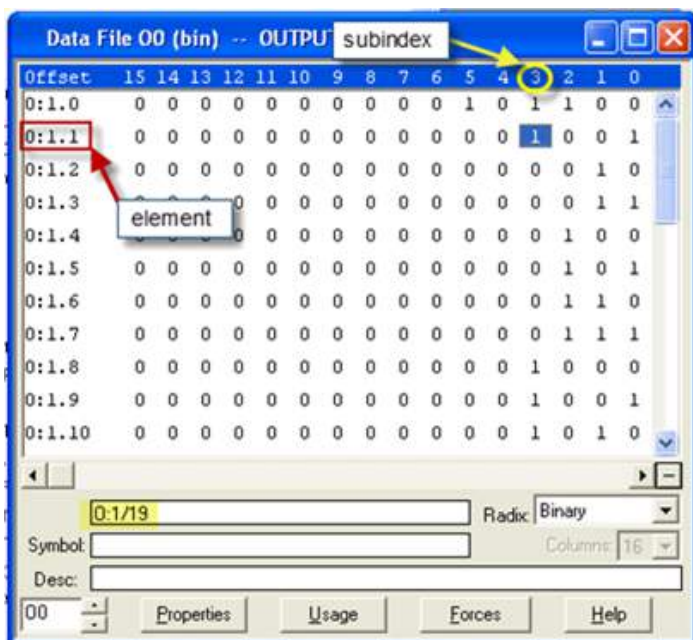 Data File O0 (bin) -- OUTPUT
subindex
Offset 15 14 13 12 11 10 9 8 7 6 5 4 3 2 1 0
O:1.0 0 0 0 0 0 0 0 0 0 0 1 0 1 1 0 0
O:1.1 0 0 0 0 0 0 0 0 0 0 0 0 1 0 0 1
O:1.2 0 0 0 0 0 0 0 0 0 0 0 0 0 0 1 0
O:1.3 0 0 0 0 0 0 0 0 0 0 0 0 0 0 1 1
element
O:1.4 0 0 0 0 0 0 0 0 0 0 0 0 0 1 0 0
O:1.5 0 0 0 0 0 0 0 0 0 0 0 0 0 1 0 1
O:1.6 0 0 0 0 0 0 0 0 0 0 0 0 0 1 1 0
O:1.7 0 0 0 0 0 0 0 0 0 0 0 0 0 1 1 1
O:1.8 0 0 0 0 0 0 0 0 0 0 0 0 1 0 0 0
O:1.9 0 0 0 0 0 0 0 0 0 0 0 0 1 0 0 1
O:1.10 0 0 0 0 0 0 0 0 0 0 0 0 1 0 1 0
O:1/19 Radix: Binary
Symbol: Columns: 16
Desc:
O0 Properties Usage Forces Help